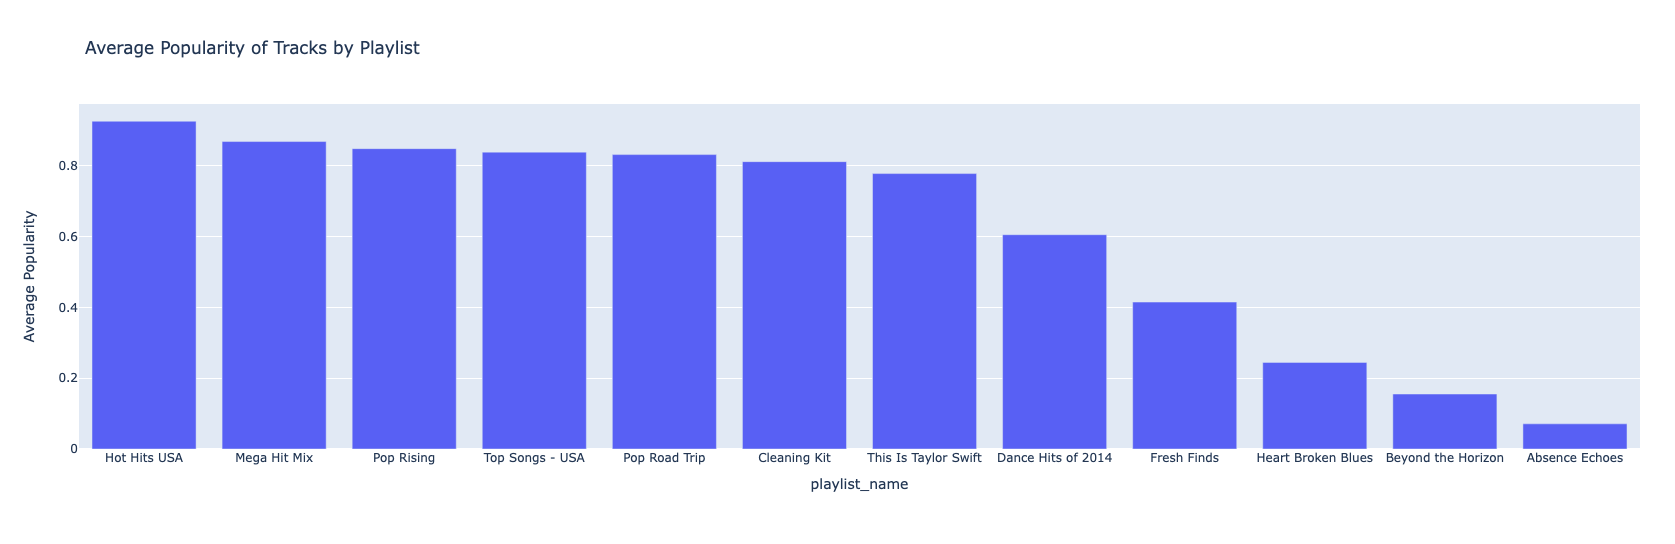 Average Popularity of Tracks by Playlist
Average Popularity
0.8
0.6
0.4
0.2
0
Hot Hits USA
Mega Hit Mix
Pop Rising
Top Songs - USA
Pop Road Trip
Cleaning Kit
This Is Taylor Swift
Dance Hits of 2014
Fresh Finds
Heart Broken Blues
Beyond the Horizon
Absence Echoes
playlist_name